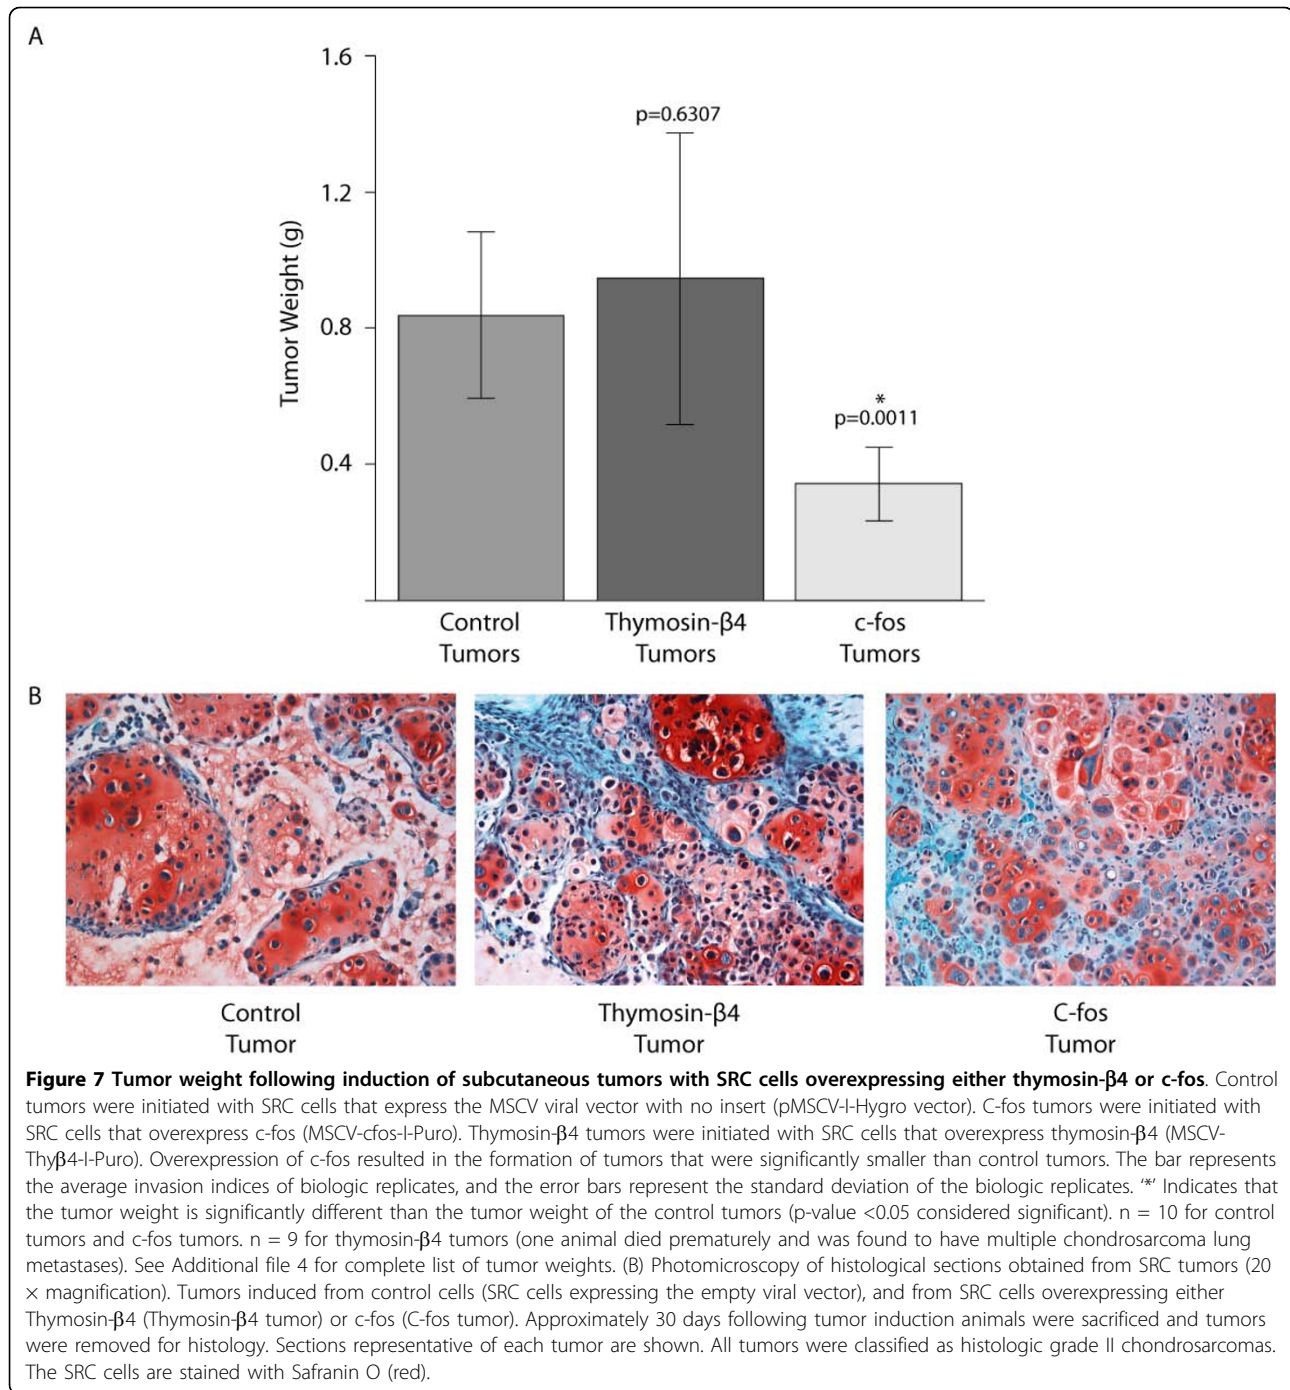 A
1.6
p=0.6307
1.2
Tumor Weight (g)
0.8
*
p=0.0011
0.4
Control
Tumors
Thymosin-β4
Tumors
c-fos
Tumors
B
Control
Tumor
Thymosin-β4
Tumor
C-fos
Tumor
Figure 7 Tumor weight following induction of subcutaneous tumors with SRC cells overexpressing either thymosin-β4 or c-fos. Control
tumors were initiated with SRC cells that express the MSCV viral vector with no insert (pMSCV-I-Hygro vector). C-fos tumors were initiated with
SRC cells that overexpress c-fos (MSCV-cfos-I-Puro). Thymosin-β4 tumors were initiated with SRC cells that overexpress thymosin-β4 (MSCV-
Thyβ4-I-Puro). Overexpression of c-fos resulted in the formation of tumors that were significantly smaller than control tumors. The bar represents
the average invasion indices of biologic replicates, and the error bars represent the standard deviation of the biologic replicates. ‘*’ Indicates that
the tumor weight is significantly different than the tumor weight of the control tumors (p-value <0.05 considered significant). n = 10 for control
tumors and c-fos tumors. n = 9 for thymosin-β4 tumors (one animal died prematurely and was found to have multiple chondrosarcoma lung
metastases). See Additional file 4 for complete list of tumor weights. (B) Photomicroscopy of histological sections obtained from SRC tumors (20
× magnification). Tumors induced from control cells (SRC cells expressing the empty viral vector), and from SRC cells overexpressing either
Thymosin-β4 (Thymosin-β4 tumor) or c-fos (C-fos tumor). Approximately 30 days following tumor induction animals were sacrificed and tumors
were removed for histology. Sections representative of each tumor are shown. All tumors were classified as histologic grade II chondrosarcomas.
The SRC cells are stained with Safranin O (red).